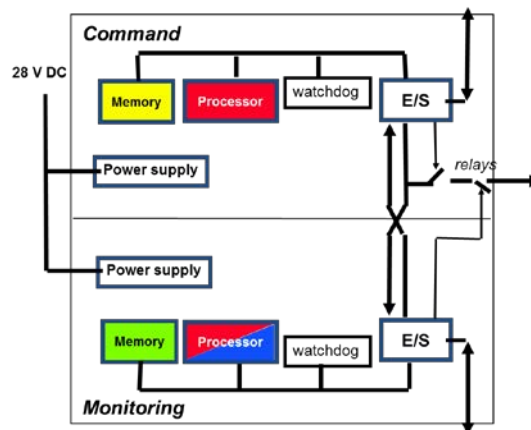 Command
28 V DC
Memory
Processor
watchdog
E/S
Power supply
relays
Power supply
Memory
Processor
watchdog
E/S
Monitoring